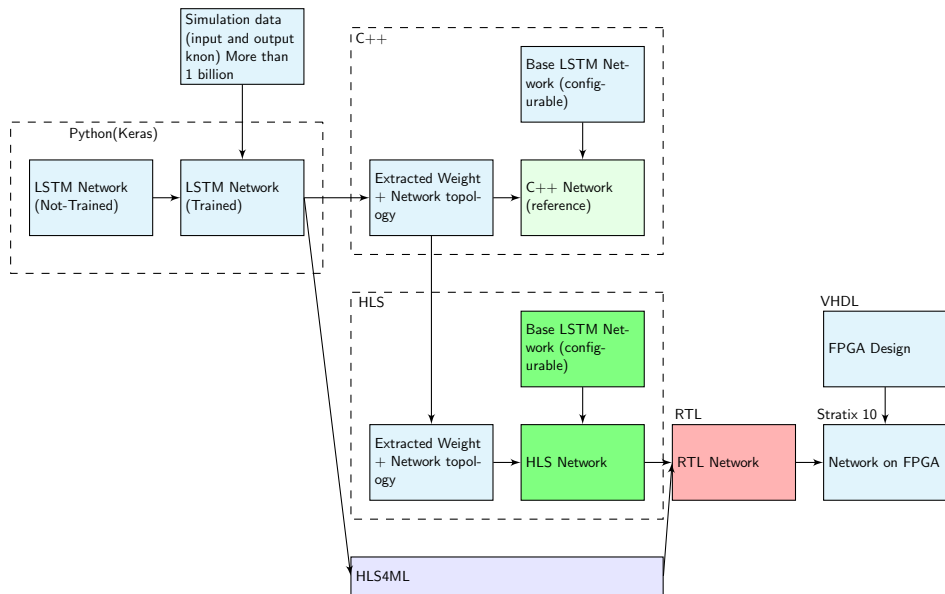 Simulation data
(input and output
knon) More than
1 billion
Python(Keras)
LSTM Network
(Not-Trained)
LSTM Network
(Trained)
C++
Base LSTM Net-
work (config-
urable)
Extracted Weight
+ Network topol-
ogy
C++ Network
(reference)
HLS
Base LSTM Net-
work (config-
urable)
Extracted Weight
+ Network topol-
ogy
HLS Network
RTL
RTL Network
VHDL
FPGA Design
Stratix 10
Network on FPGA
HLS4ML